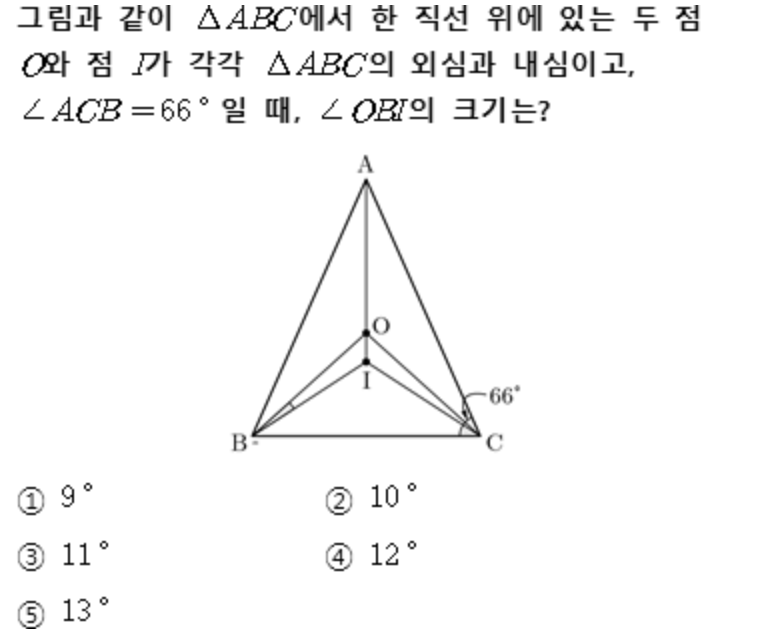 그림과 같이 △ABC에서 한 직선 위에 있는 두 점
O와 점 I가 각각 △ABC의 외심과 내심이고,
∠ACB=66°일 때, ∠OBI의 크기는?
A
O
I
66°
B
C
① 9° ② 10°
③ 11° ④ 12°
⑤ 13°